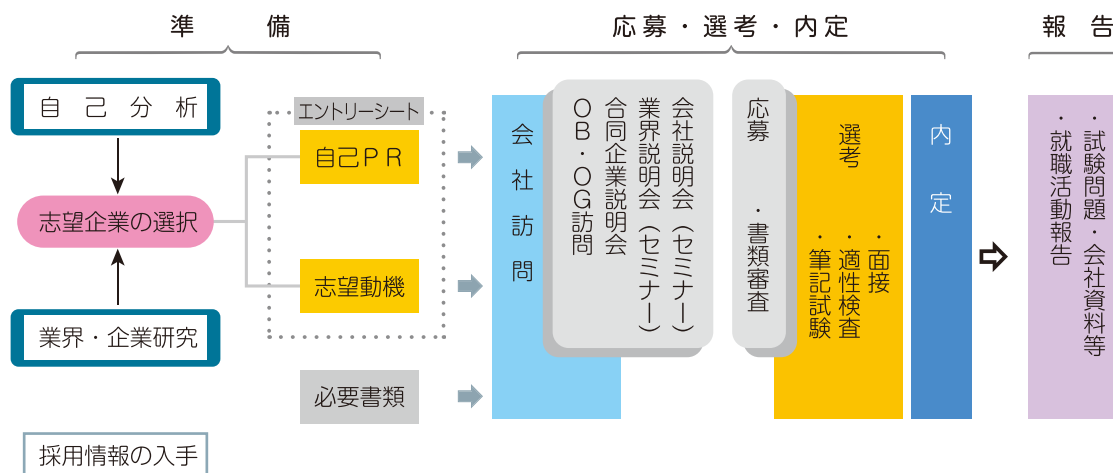 準備
応募・選考・内定
報告
自己分析
志望企業の選択
業界・企業研究
採用情報の入手
エントリーシート
自己ＰＲ
志望動機
必要書類
会社訪問
会社説明会（セミナー）
業界説明会（セミナー）
合同企業説明会
ＯＢ・ＯＧ訪問
応募
・書類審査
選考
・面接
・適性検査
・筆記試験
内定
・試験問題・会社資料等
・就職活動報告